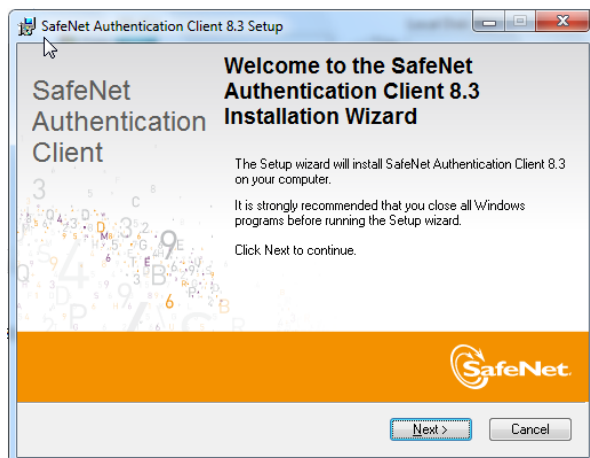 SafeNet Authentication Client 8.3 Setup
SafeNet
Authentication
Client
Welcome to the SafeNet
Authentication Client 8.3
Installation Wizard
The Setup wizard will install SafeNet Authentication Client 8.3
on your computer.
It is strongly recommended that you close all Windows
programs before running the Setup wizard.
Click Next to continue.
SafeNet.
Next >
Cancel